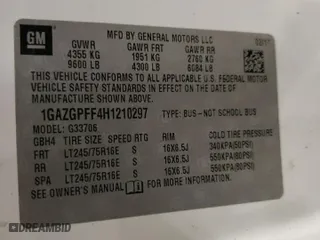 GM
MFD BY GENERAL MOTORS LLC
GVWR GAWR FRT GAWR RR
4355 KG 1951 KG 2760 KG
9600 LB 4300 LB 6084 LB
THIS VEHICLE CONFORMS TO ALL APPLICABLE U.S. FEDERAL MOTOR
VEHICLE SAFETY STANDARDS IN EFFECT ON THE DATE OF
MANUFACTURE SHOWN ABOVE.
1GAZGPFF4H1210297 TYPE: BUS-NOT SCHOOL BUS
MODEL: G33706
GBH4 TIRE SIZE SPEED RTG RIM COLD TIRE PRESSURE
FRT LT245/75R16E S 16X6.5J 340KPA(50PSI)
RR LT245/75R16E S 16X6.5J 550KPA(80PSI)
SPA LT245/75R16E S 16X6.5J 550KPA(80PSI)
SEE OWNER'S MANUAL